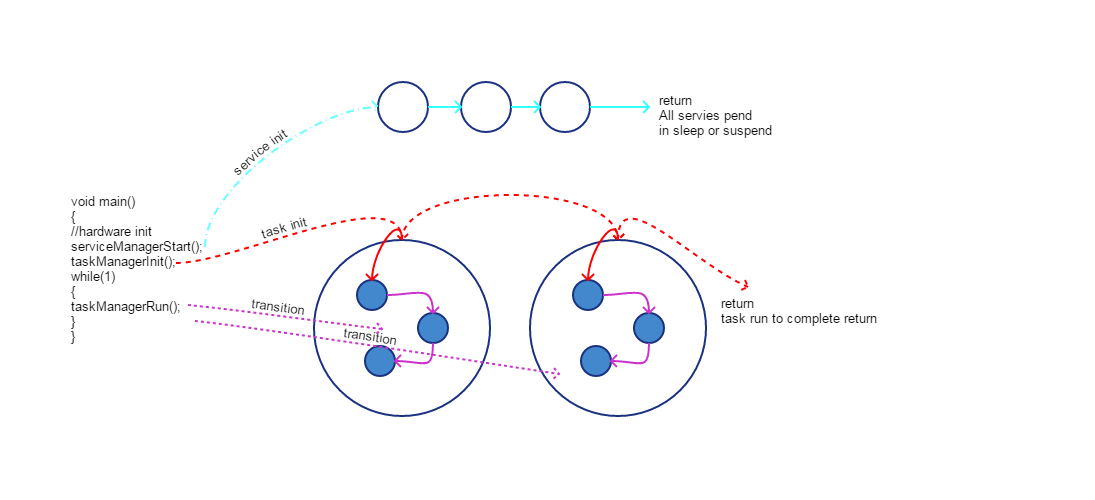 return
All servies pend
in sleep or suspend
service init
void main()
{
//hardware init
serviceManagerStart();
taskManagerInit();
while(1)
{
taskManagerRun();
}
}
task init
transition
transition
return
task run to complete return